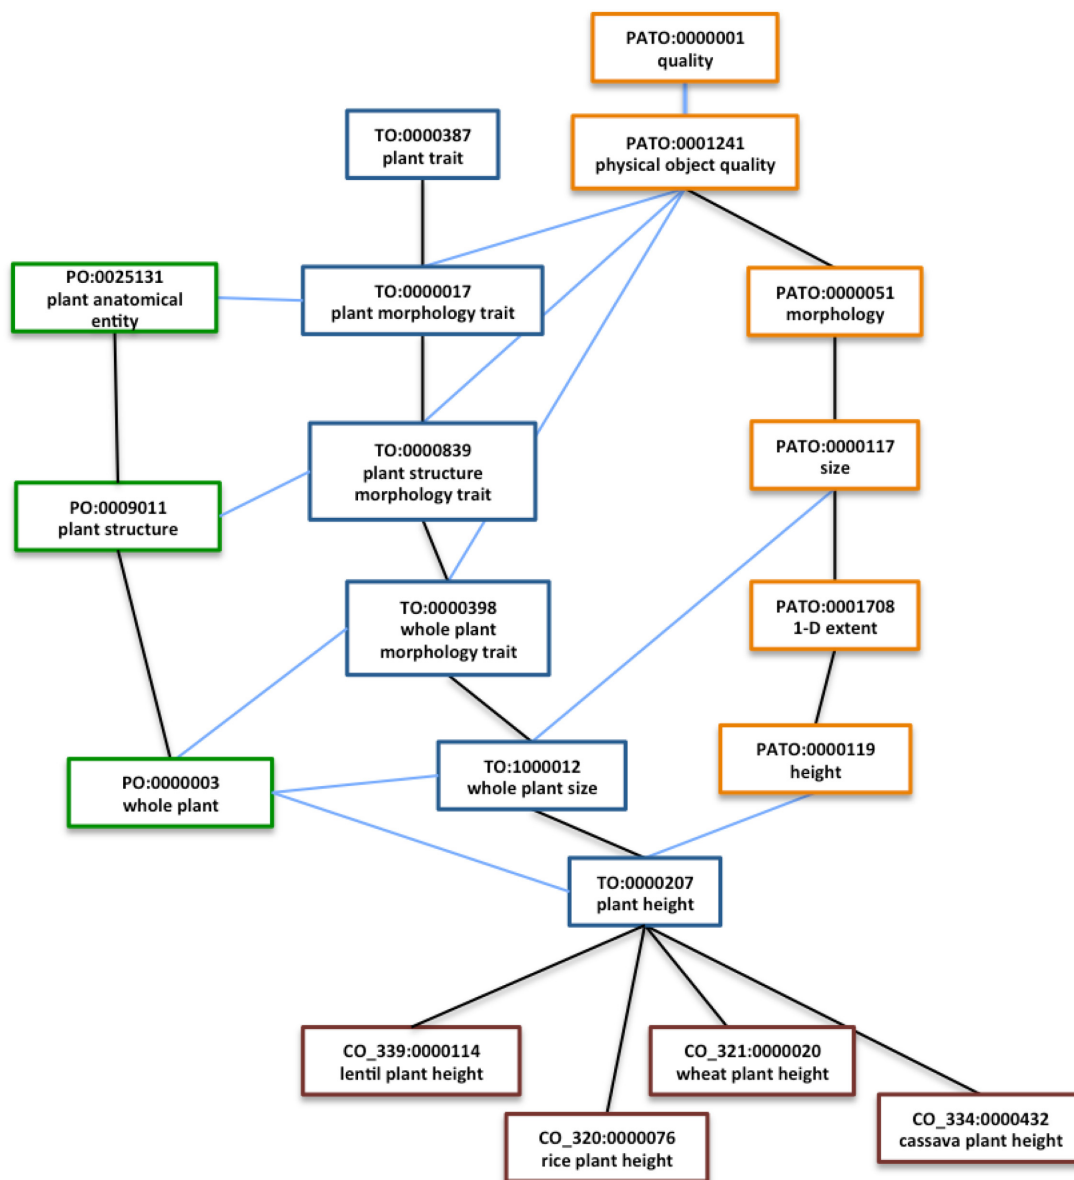 PATO:0000001
quality
TO:0000387
plant trait
PATO:0001241
physical object quality
PO:0025131
plant anatomical
entity
TO:0000017
plant morphology trait
PATO:0000051
morphology
TO:0000839
plant structure
morphology trait
PATO:0000117
size
PO:0009011
plant structure
TO:0000398
whole plant
morphology trait
PATO:0001708
1-D extent
PATO:0000119
height
PO:0000003
whole plant
TO:1000012
whole plant size
TO:0000207
plant height
CO_339:0000114
lentil plant height
CO_321:0000020
wheat plant height
CO_320:0000076
rice plant height
CO_334:0000432
cassava plant height